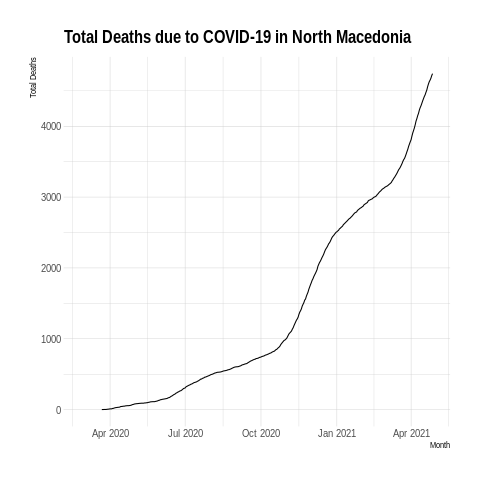 Total Deaths due to COVID-19 in North Macedonia
Total Deaths
4000
3000
2000
1000
0
Apr 2020 Jul 2020 Oct 2020 Jan 2021 Apr 2021
Month